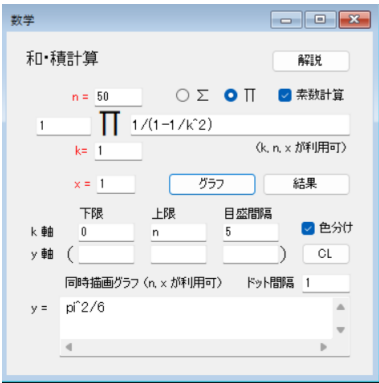 数学
和・積計算
解説
n = 50 Σ Π 素数計算
1 Π 1/(1-1/k^2)
k= 1 (k, n, x が利用可)
x = 1 グラフ 結果
下限 上限 目盛間隔
k 軸 0 n 5 色分け
y 軸 ( ) CL
同時描画グラフ (n, x が利用可) ドット間隔 1
y = pi^2/6